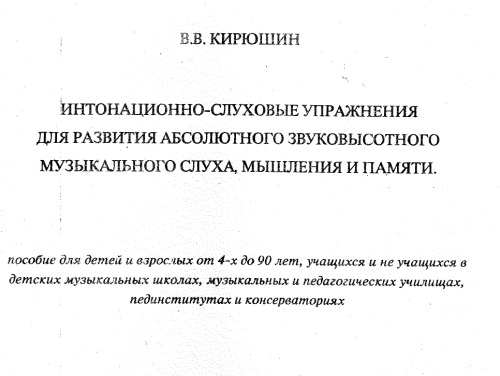 В.В. КИРЮШИН
ИНТОНАЦИОННО-СЛУХОВЫЕ УПРАЖНЕНИЯ
ДЛЯ РАЗВИТИЯ АБСОЛЮТНОГО ЗВУКОВЫСОТНОГО
МУЗЫКАЛЬНОГО СЛУХА, МЫШЛЕНИЯ И ПАМЯТИ.
пособие для детей и взрослых от 4-х до 90 лет, учащихся и не учащихся в
детских музыкальных школах, музыкальных и педагогических училищах,
пединститутах и консерваториях